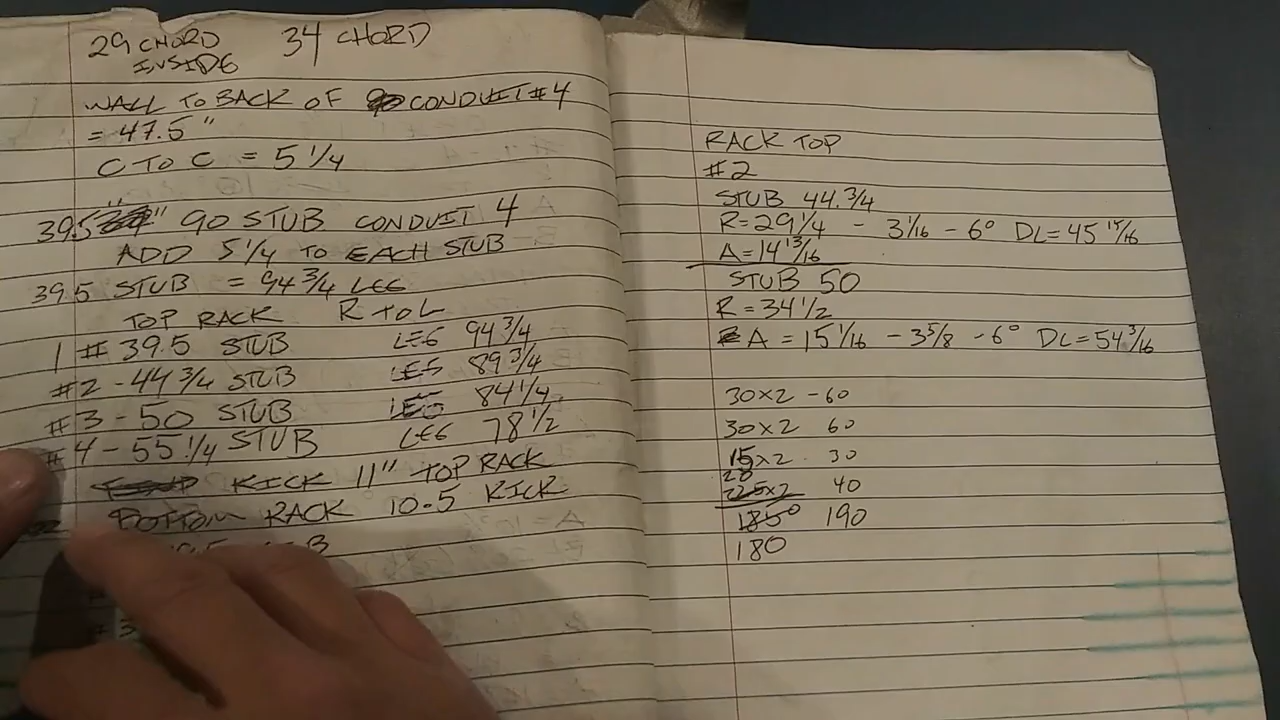 29 CHORD 34 CHORD
INSIDE
WALL TO BACK OF CONDUIT #4
= 47.5"
C TO C = 5 1/4
39.5" 90 STUB CONDUIT 4
ADD 5 1/4 TO EACH STUB
39.5 STUB = 94 3/4 LEG
TOP RACK R TO L
1 # 39.5 STUB LEG 94 3/4
#2 - 44 3/4 STUB LEG 89 3/4
#3 - 50 STUB LEG 84 1/4
#4 - 55 1/4 STUB LEG 78 1/2
KICK 11" TOP RACK
BOTTOM RACK 10.5 KICK
RACK TOP
#2
STUB 44.3/4
R=29 1/4 - 3 1/16 - 6° DL=45 15/16
A=14 13/16
STUB 50
R=34 1/2
A = 15 1/16 - 3 5/8 - 6° DL=54 3/16
30x2 - 60
30x2 60
15x2 30
20
22.5x2 40
185° 190
180